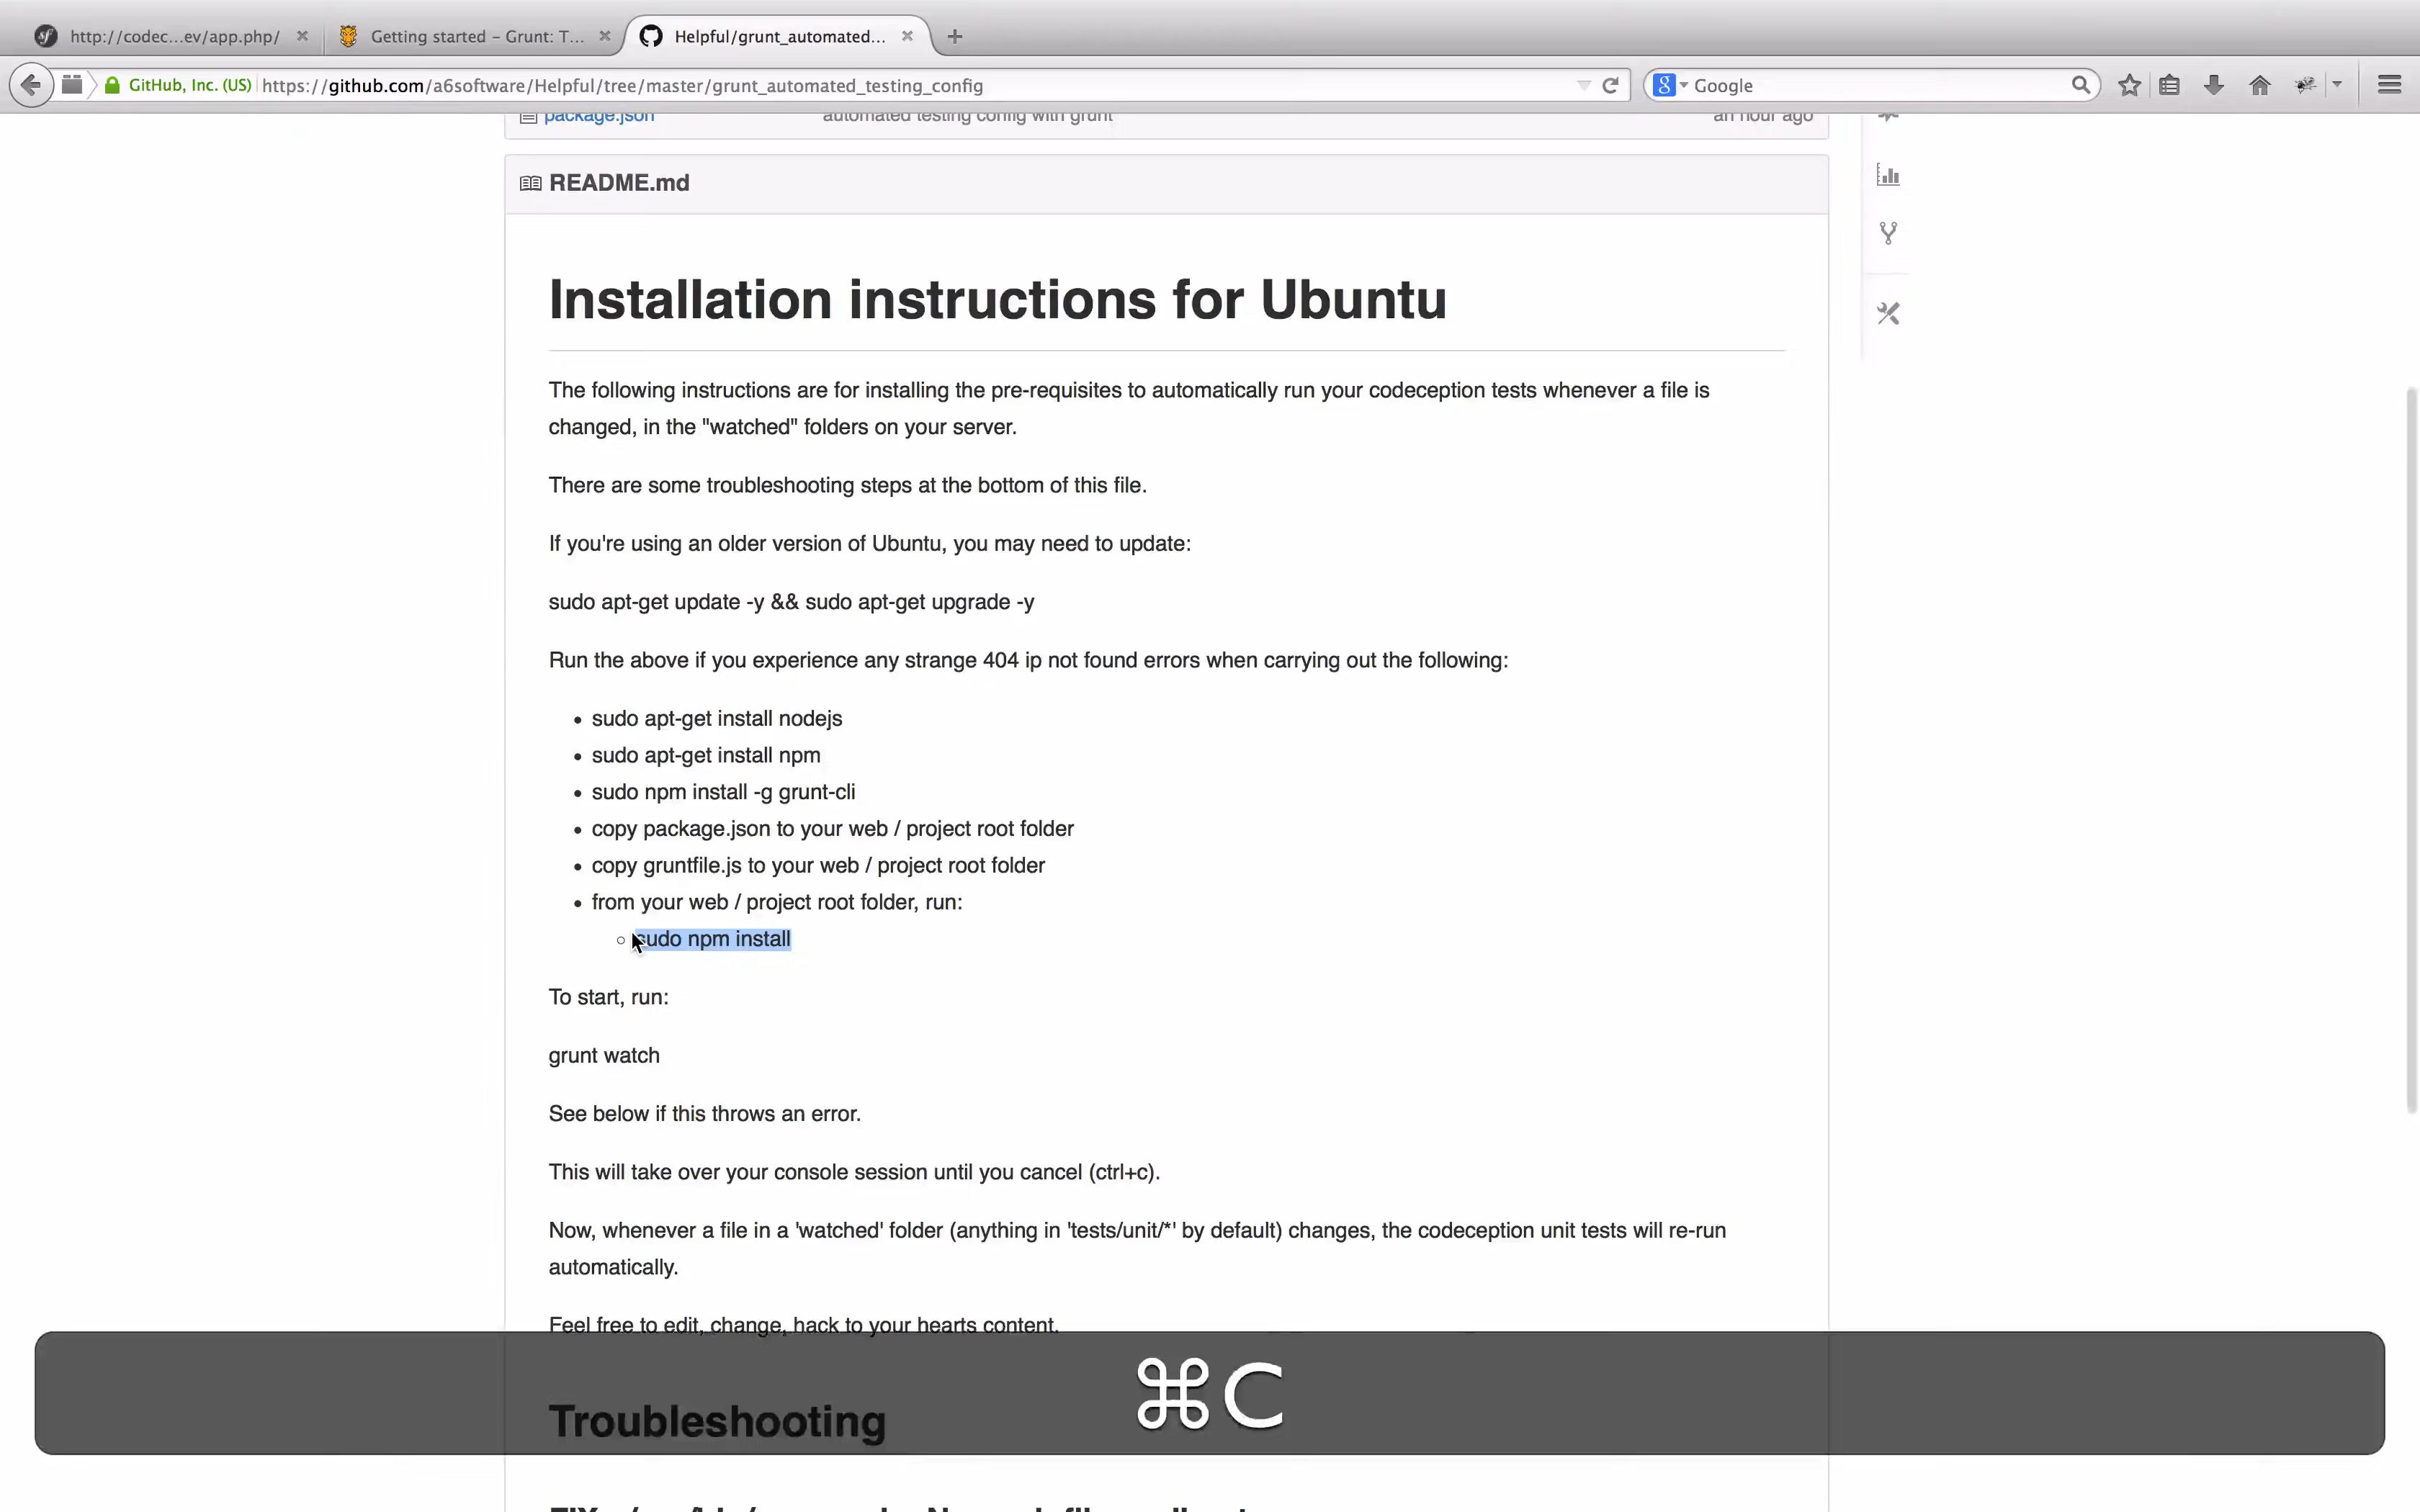 http://codec...ev/app.php/
Getting started – Grunt: T...
Helpful/grunt_automated...
GitHub, Inc. (US) https://github.com/a6software/Helpful/tree/master/grunt_automated_testing_config
Google
package.json automated testing config with grunt an hour ago
README.md
Installation instructions for Ubuntu
The following instructions are for installing the pre-requisites to automatically run your codeception tests whenever a file is
changed, in the "watched" folders on your server.
There are some troubleshooting steps at the bottom of this file.
If you're using an older version of Ubuntu, you may need to update:
sudo apt-get update -y && sudo apt-get upgrade -y
Run the above if you experience any strange 404 ip not found errors when carrying out the following:
• sudo apt-get install nodejs
• sudo apt-get install npm
• sudo npm install -g grunt-cli
• copy package.json to your web / project root folder
• copy gruntfile.js to your web / project root folder
• from your web / project root folder, run:
○ sudo npm install
To start, run:
grunt watch
See below if this throws an error.
This will take over your console session until you cancel (ctrl+c).
Now, whenever a file in a 'watched' folder (anything in 'tests/unit/*' by default) changes, the codeception unit tests will re-run
automatically.
Feel free to edit, change, hack to your hearts content.
⌘C
Troubleshooting